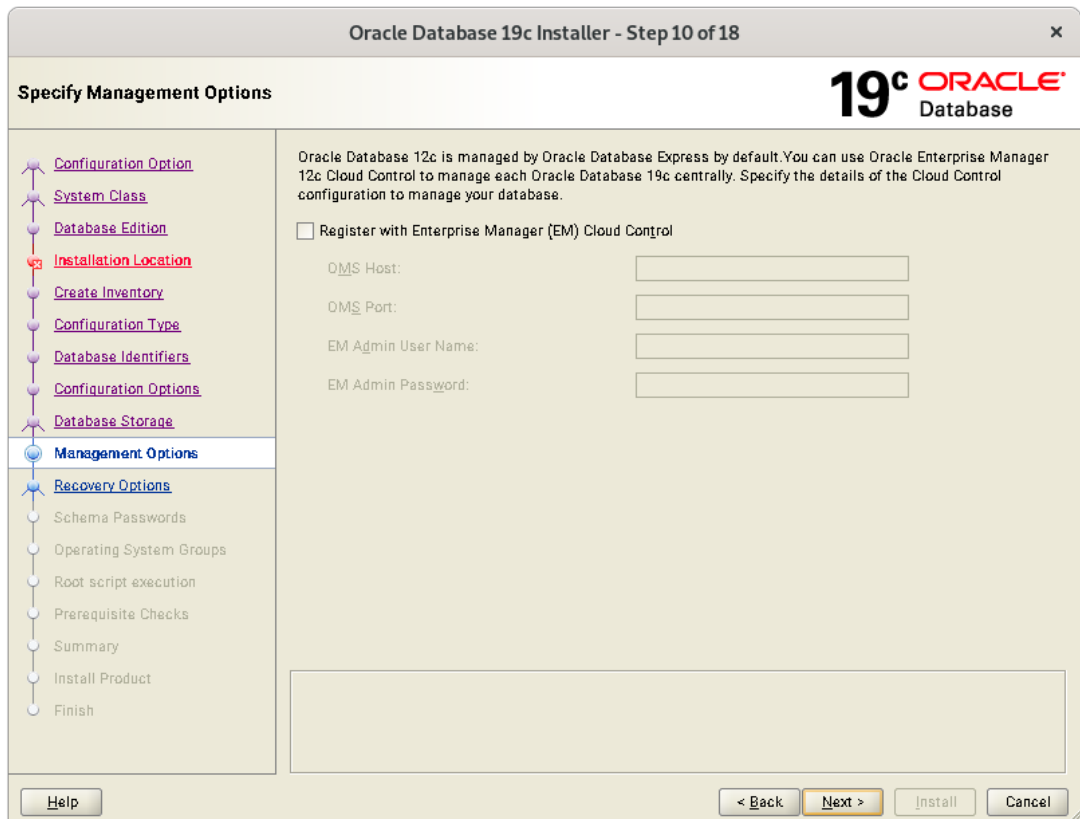 Oracle Database 19c Installer - Step 10 of 18
Specify Management Options
19c ORACLE
Database
Configuration Option
System Class
Database Edition
Installation Location
Create Inventory
Configuration Type
Database Identifiers
Configuration Options
Database Storage
Management Options
Recovery Options
Schema Passwords
Operating System Groups
Root script execution
Prerequisite Checks
Summary
Install Product
Finish
Oracle Database 12c is managed by Oracle Database Express by default.You can use Oracle Enterprise Manager
12c Cloud Control to manage each Oracle Database 19c centrally. Specify the details of the Cloud Control
configuration to manage your database.
Register with Enterprise Manager (EM) Cloud Control
OMS Host:
OMS Port:
EM Admin User Name:
EM Admin Password:
Help
< Back
Next >
Install
Cancel